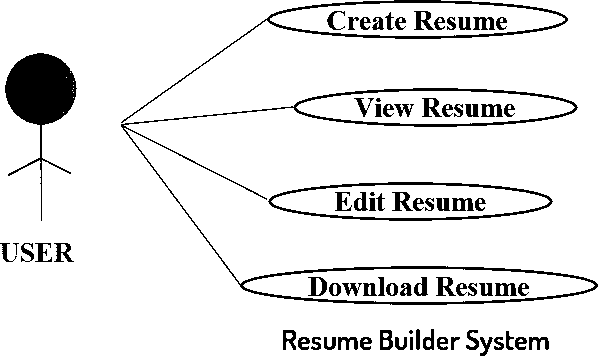 Create Resume
View Resume
Edit Resume
USER
Download Resume
Resume Builder System